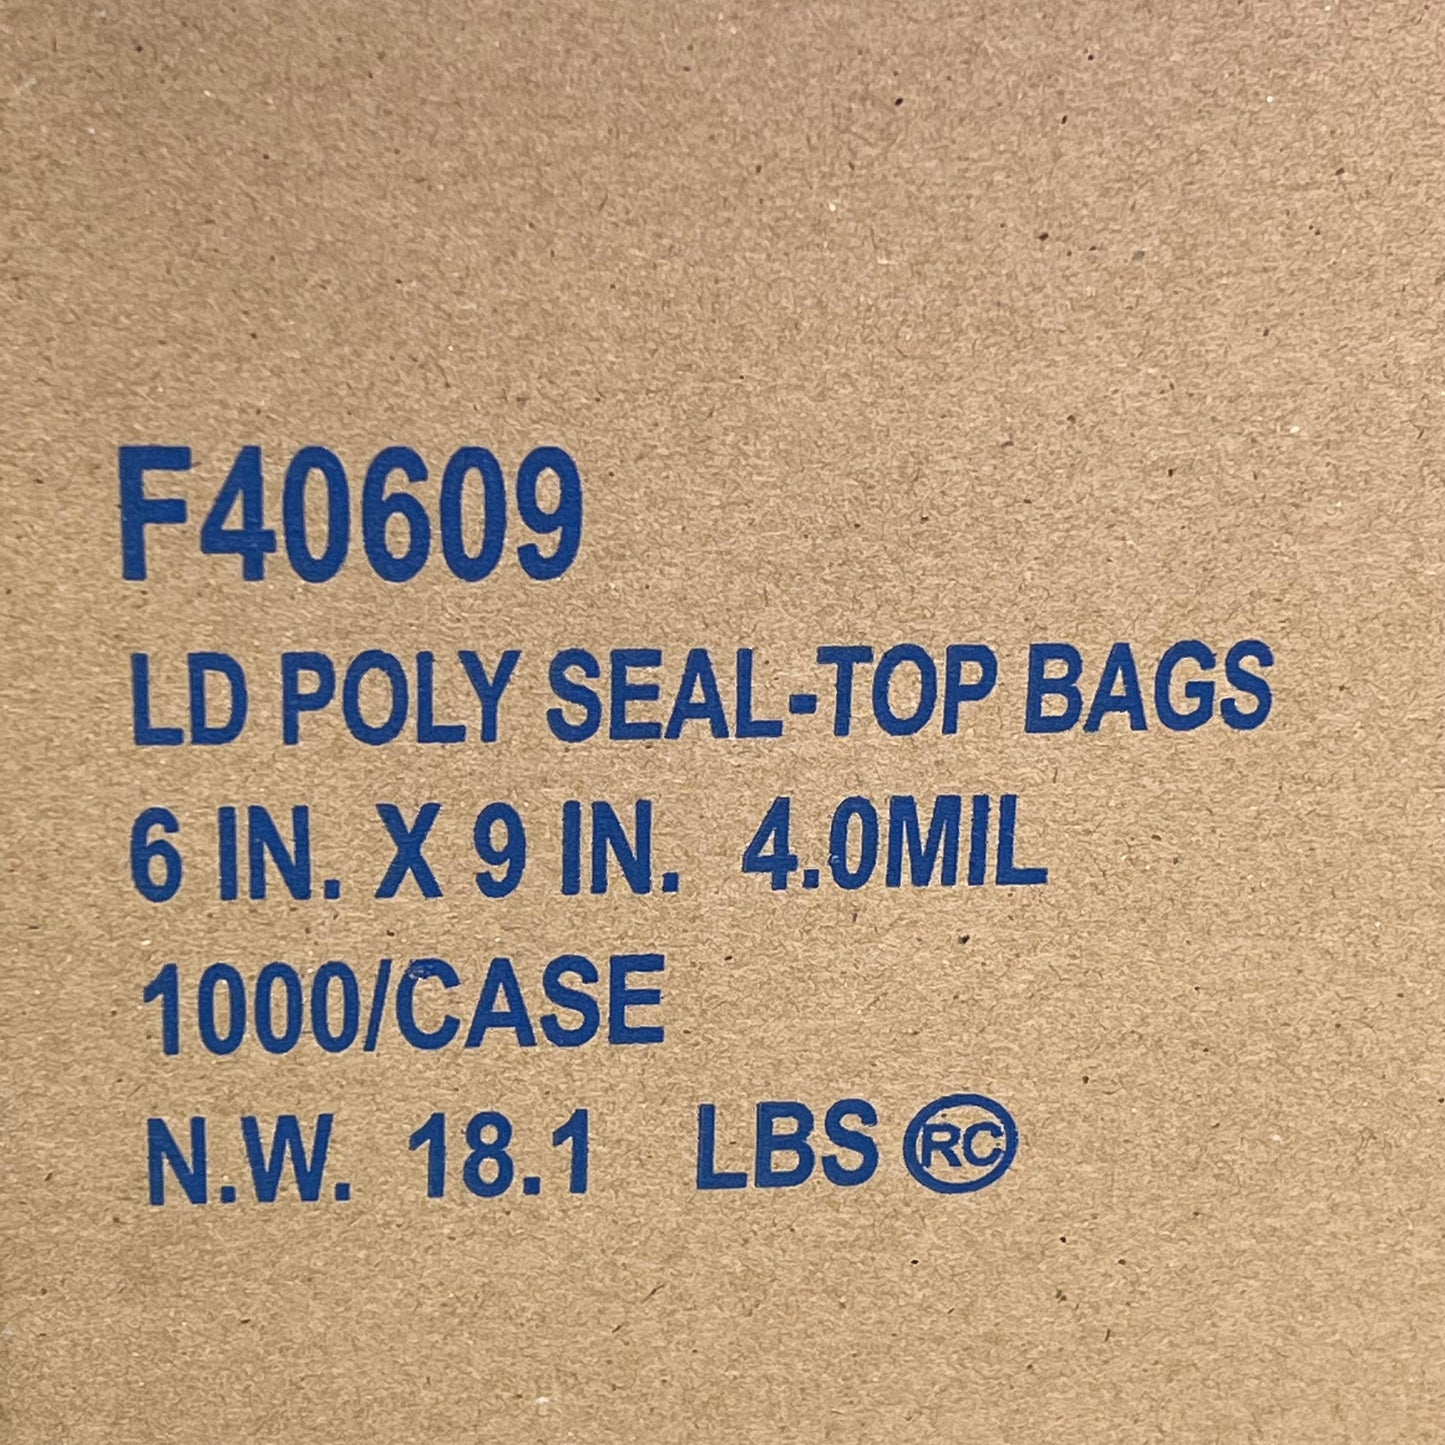 F40609
LD POLY SEAL-TOP BAGS
6 IN. X 9 IN. 4.0MIL
1000/CASE
N.W. 18.1 LBS RC